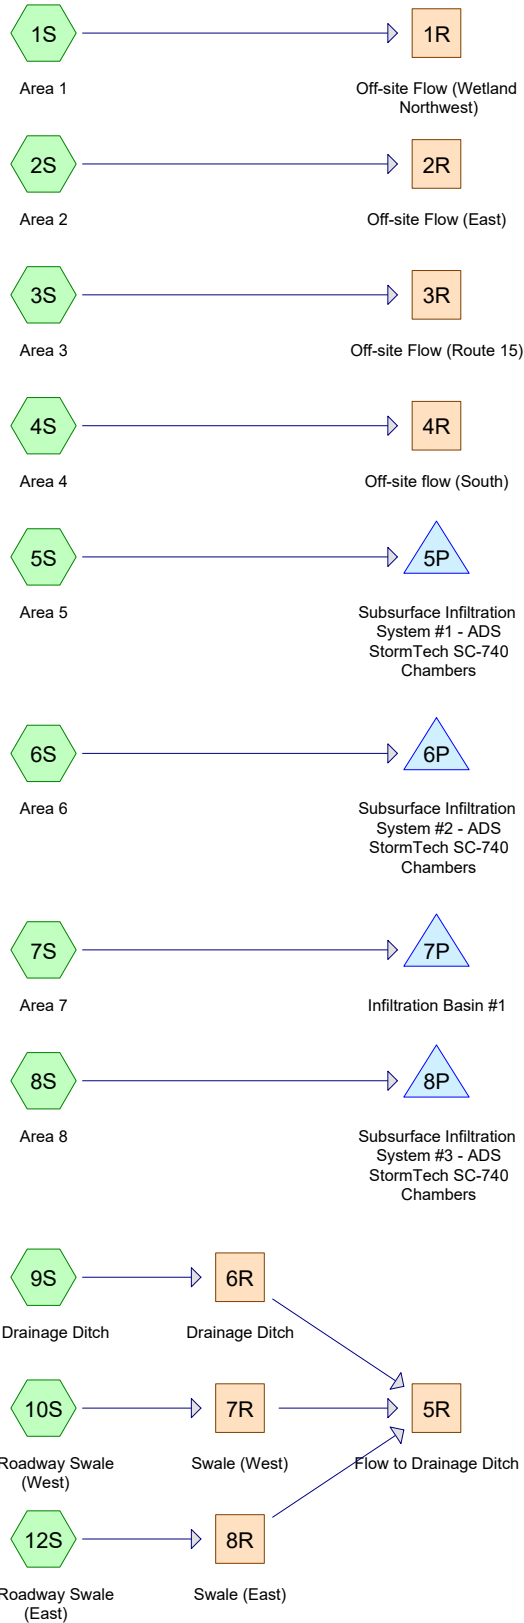 1S
1R
Area 1
Off-site Flow (Wetland
Northwest)
2S
2R
Area 2
Off-site Flow (East)
3S
3R
Area 3
Off-site Flow (Route 15)
4S
4R
Area 4
Off-site flow (South)
5S
5P
Area 5
Subsurface Infiltration
System #1 - ADS
StormTech SC-740
Chambers
6S
6P
Area 6
Subsurface Infiltration
System #2 - ADS
StormTech SC-740
Chambers
7S
7P
Area 7
Infiltration Basin #1
8S
8P
Area 8
Subsurface Infiltration
System #3 - ADS
StormTech SC-740
Chambers
9S
6R
Drainage Ditch
Drainage Ditch
10S
7R
5R
Roadway Swale
(West)
Swale (West)
Flow to Drainage Ditch
12S
8R
Roadway Swale
(East)
Swale (East)